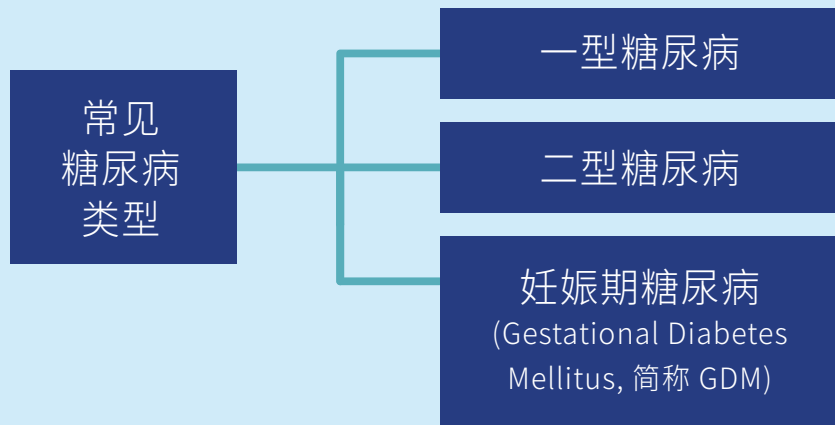 常见
糖尿病
类型
一型糖尿病
二型糖尿病
妊娠期糖尿病
(Gestational Diabetes
Mellitus, 简称 GDM)